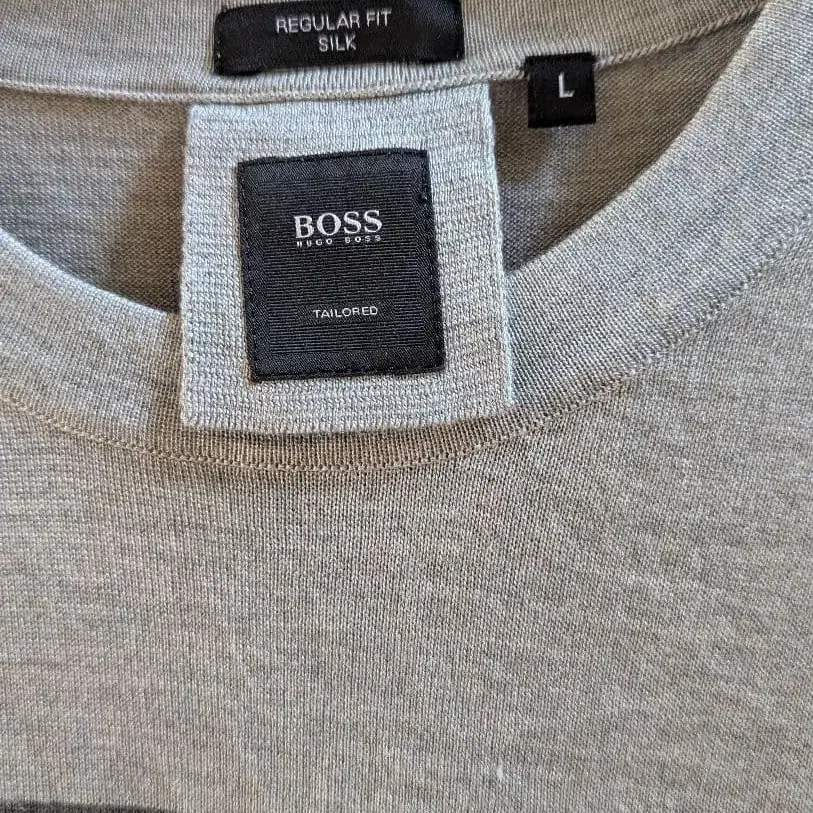 REGULAR FIT
SILK
L
BOSS
HUGO BOSS
TAILORED